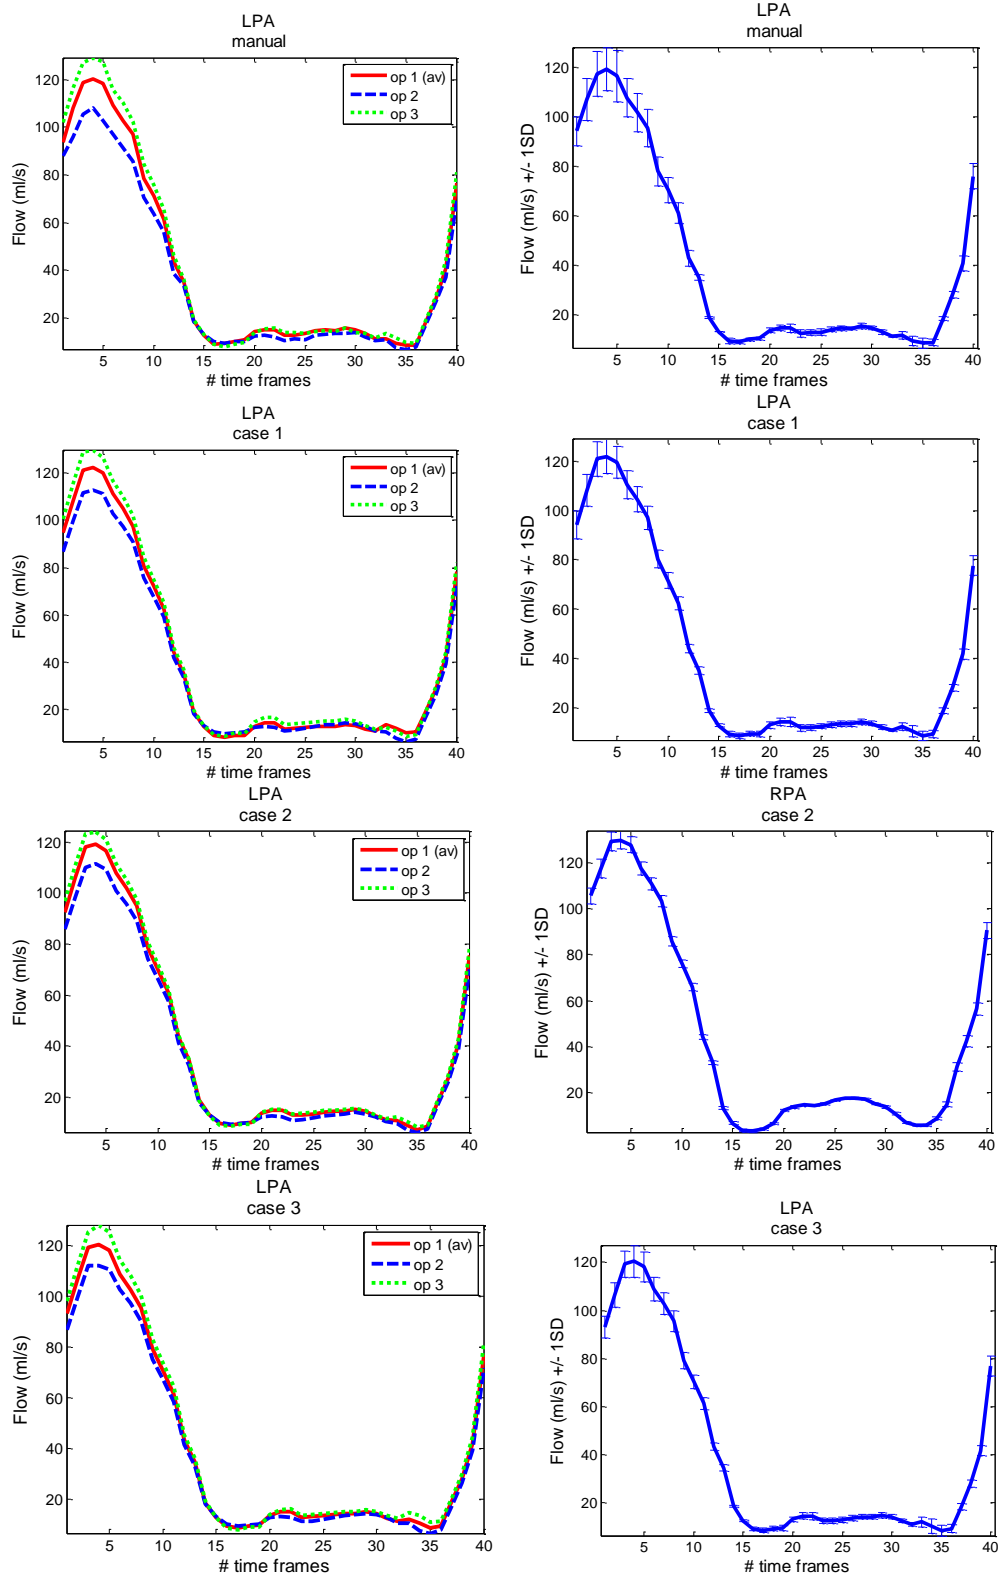 LPA
manual
120
100
80
60
40
20
5 10 15 20 25 30 35 40
Flow (ml/s)
# time frames
op 1 (av)
op 2
op 3
LPA
manual
120
100
80
60
40
20
5 10 15 20 25 30 35 40
Flow (ml/s) +/- 1SD
# time frames
LPA
case 1
120
100
80
60
40
20
5 10 15 20 25 30 35 40
Flow (ml/s)
# time frames
op 1 (av)
op 2
op 3
LPA
case 1
120
100
80
60
40
20
5 10 15 20 25 30 35 40
Flow (ml/s) +/- 1SD
# time frames
LPA
case 2
120
100
80
60
40
20
5 10 15 20 25 30 35 40
Flow (ml/s)
# time frames
op 1 (av)
op 2
op 3
RPA
case 2
120
100
80
60
40
20
5 10 15 20 25 30 35 40
Flow (ml/s) +/- 1SD
# time frames
LPA
case 3
120
100
80
60
40
20
5 10 15 20 25 30 35 40
Flow (ml/s)
# time frames
op 1 (av)
op 2
op 3
LPA
case 3
120
100
80
60
40
20
5 10 15 20 25 30 35 40
Flow (ml/s) +/- 1SD
# time frames